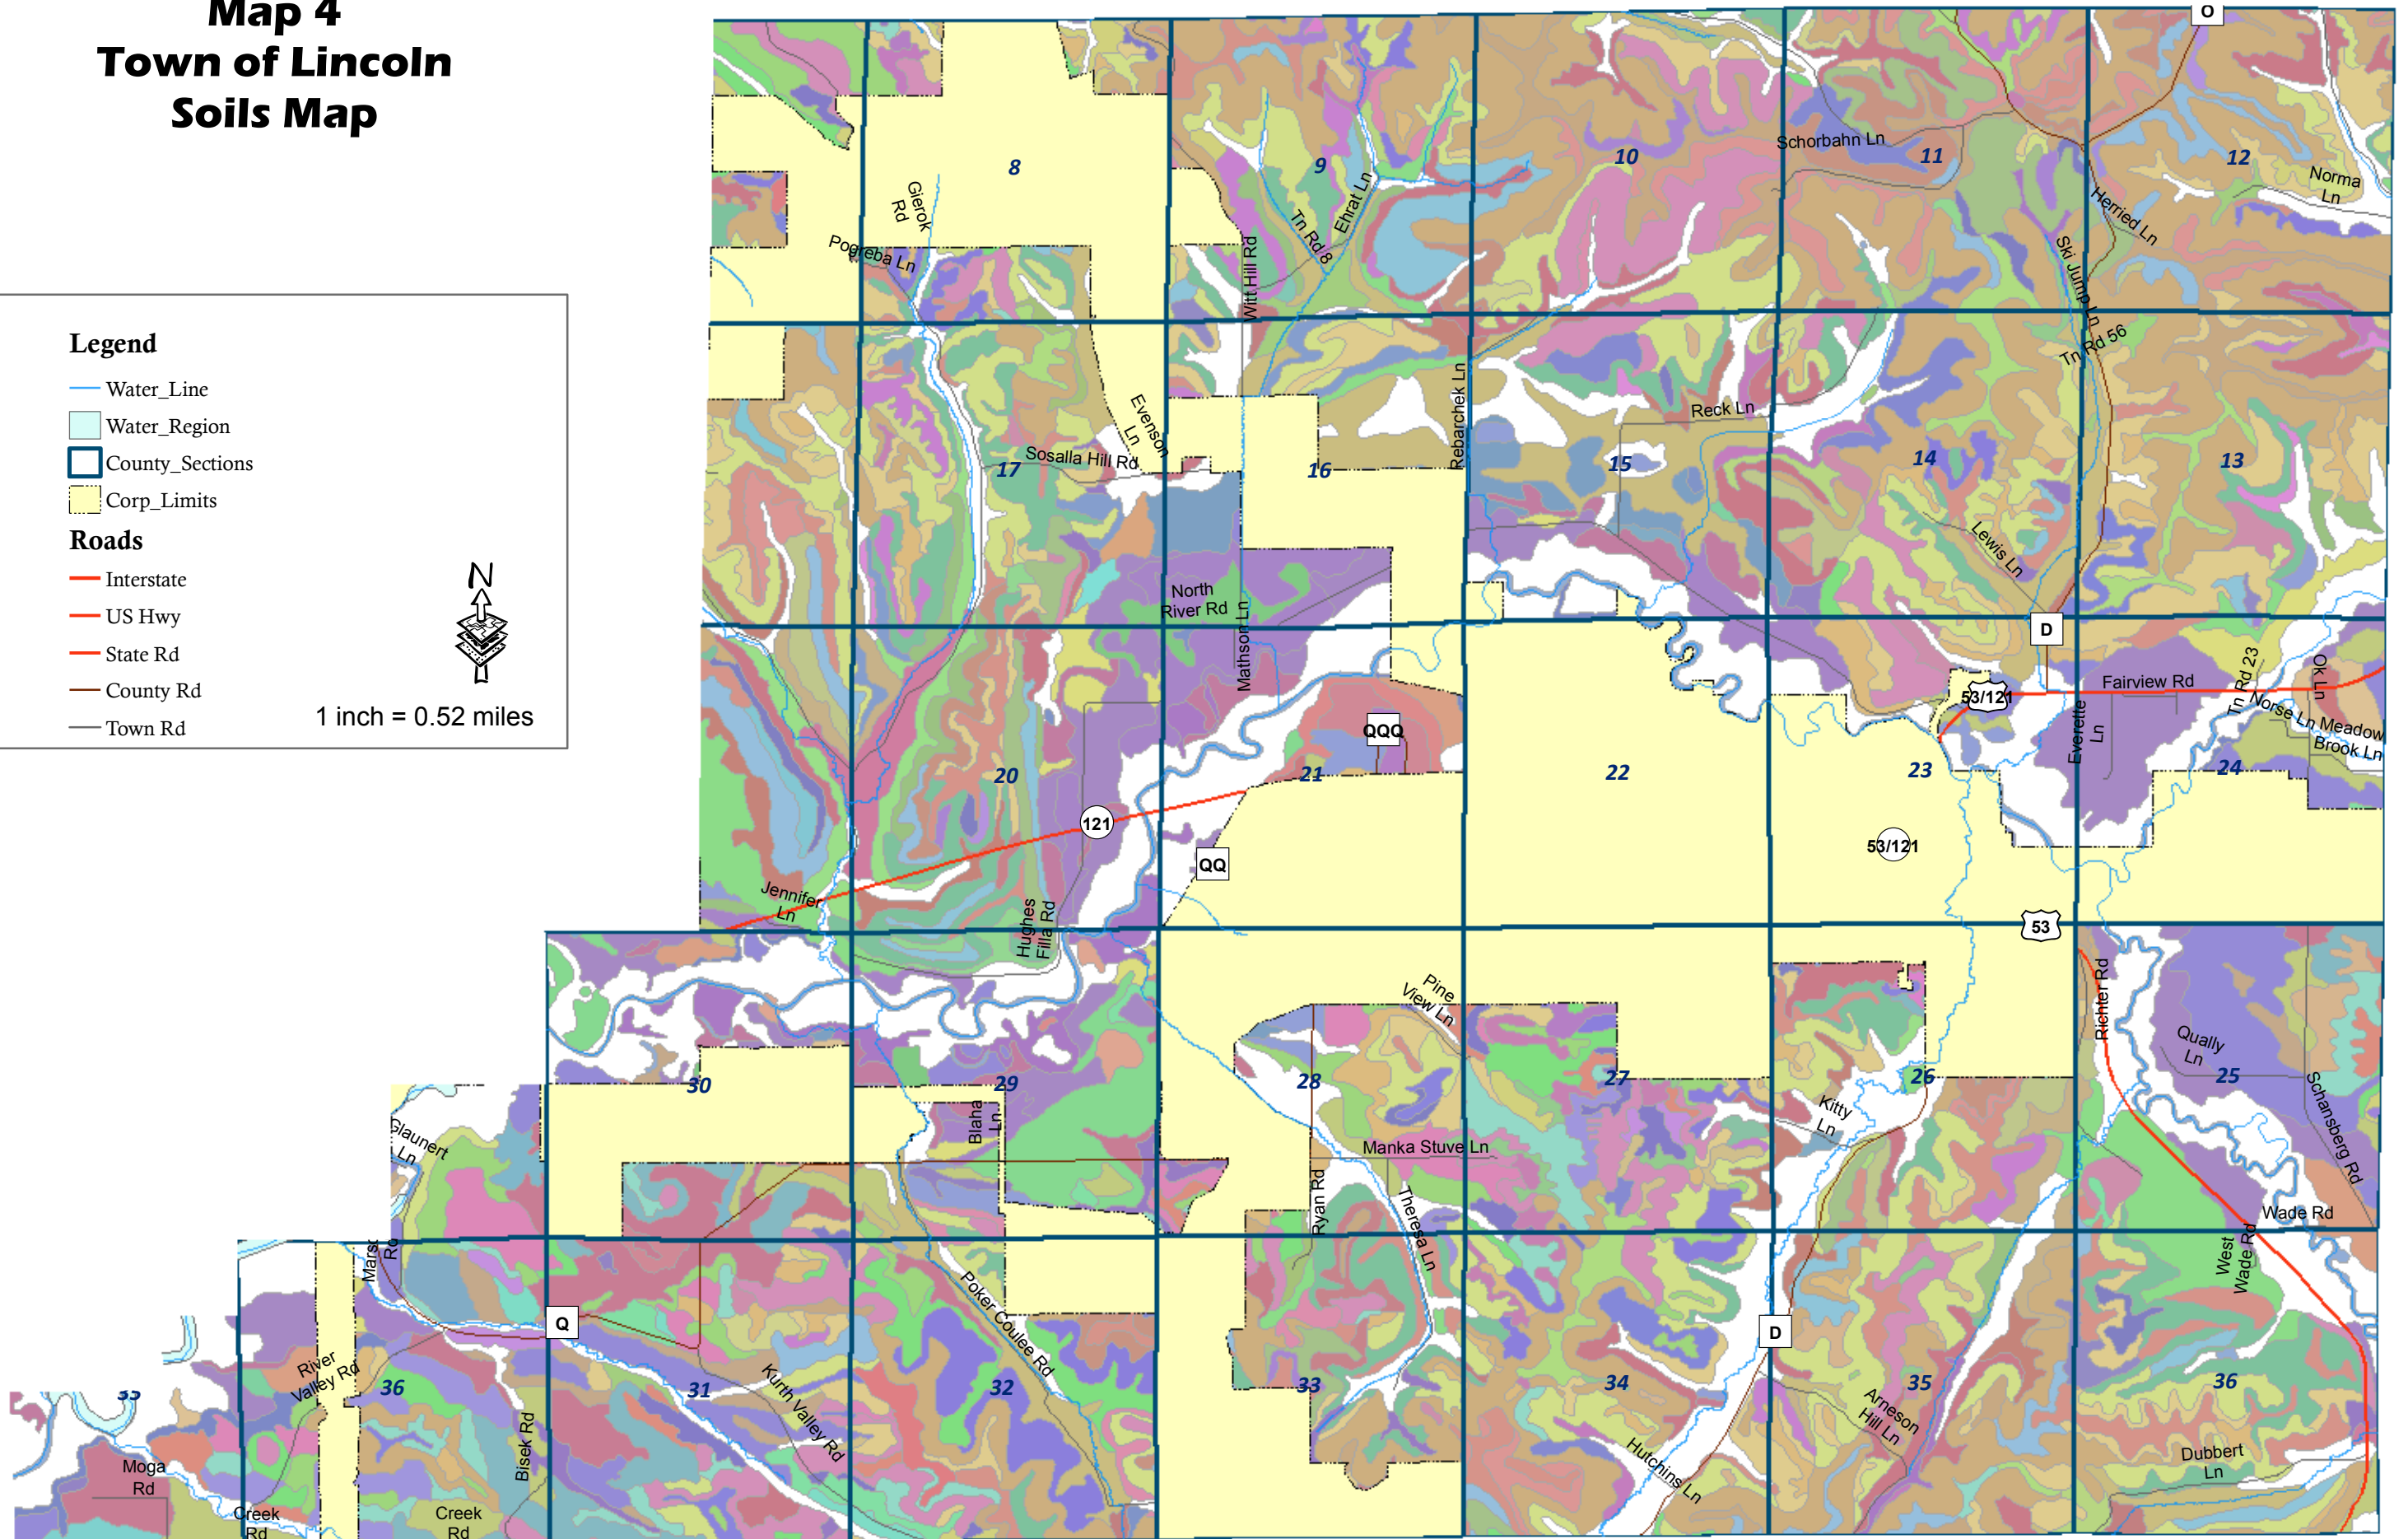 Map 4
Town of Lincoln
Soils Map
Legend
Water_Line
Water_Region
County_Sections
Corp_Limits
Roads
Interstate
US Hwy
State Rd
County Rd
Town Rd
N
1 inch = 0.52 miles
O
8
9
10
11
12
Schorbahn Ln
Norma
Ln
Gierok
Rd
Pogreba Ln
Tn Rd 8
Ehrat Ln
Witt Hill Rd
Herried Ln
Ski Jump Ln
Tn Rd 56
Evenson
Ln
Rebarchek Ln
Reck Ln
Sosalla Hill Rd
17
16
15
14
13
Lewis Ln
North
River Rd
Mathson Ln
D
53/121
Fairview Rd
Tn Rd 23
Ok Ln
Norse Ln
Meadow
Brook Ln
Everette
Ln
QQQ
20
21
22
23
24
121
QQ
53/121
Jennifer
Ln
Hughes
Filla Rd
53
Pine
View Ln
Richter Rd
Qually
Ln
30
29
28
27
26
25
Schansberg Rd
Blaha
Ln
Kitty
Ln
Glaunert
Ln
Manka Stuve Ln
Ryan Rd
Theresa Ln
Wade Rd
West
Wade Rd
Poker Coulee Rd
Q
D
River
Valley Rd
36
31
32
33
34
35
36
Kurth Valley Rd
Arneson
Hill Ln
Bisek Rd
Hutchins Ln
Dubbert
Ln
Moga
Rd
Creek
Rd
Creek
Rd